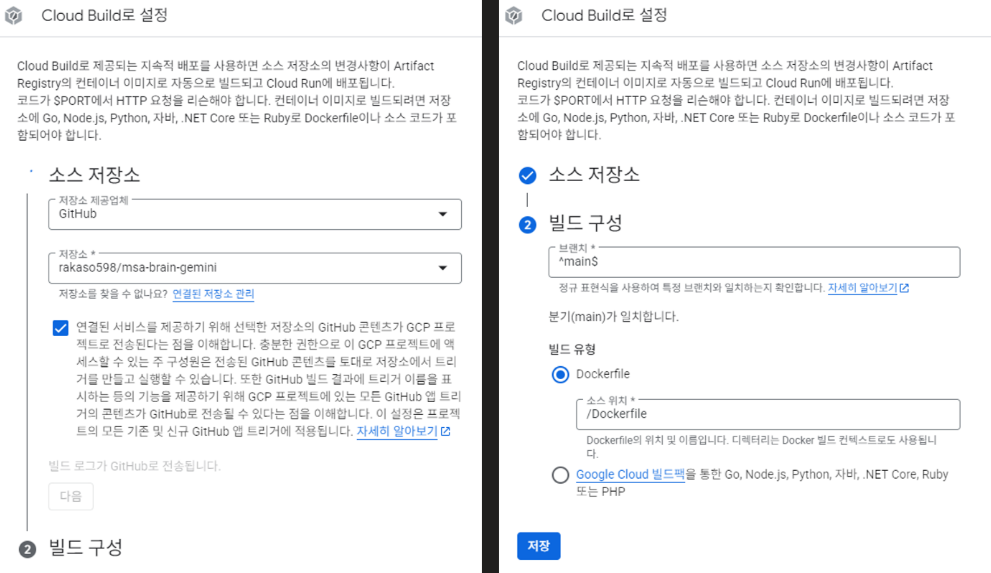 Cloud Build로 설정
Cloud Build로 제공되는 지속적 배포를 사용하면 소스 저장소의 변경사항이 Artifact
Registry의 컨테이너 이미지로 자동으로 빌드되고 Cloud Run에 배포됩니다.
코드가 $PORT에서 HTTP 요청을 리슨해야 합니다. 컨테이너 이미지로 빌드되려면 저장
소에 Go, Node.js, Python, 자바, .NET Core 또는 Ruby로 Dockerfile이나 소스 코드가 포
함되어야 합니다.
소스 저장소
저장소 제공업체
GitHub
저장소 *
rakaso598/msa-brain-gemini
저장소를 찾을 수 없나요? 연결된 저장소 관리
연결된 서비스를 제공하기 위해 선택한 저장소의 GitHub 콘텐츠가 GCP 프로
젝트로 전송된다는 점을 이해합니다. 충분한 권한으로 이 GCP 프로젝트에 액
세스할 수 있는 주 구성원은 전송된 GitHub 콘텐츠를 토대로 저장소에서 트리
거를 만들고 실행할 수 있습니다. 또한 GitHub 빌드 결과에 트리거 이름을 표
시하는 등의 기능을 제공하기 위해 GCP 프로젝트에 있는 모든 GitHub 앱 트리
거의 콘텐츠가 GitHub로 전송될 수 있다는 점을 이해합니다. 이 설정은 프로젝
트의 모든 기존 및 신규 GitHub 앱 트리거에 적용됩니다. 자세히 알아보기
빌드 로그가 GitHub로 전송됩니다.
다음
2 빌드 구성
Cloud Build로 설정
Cloud Build로 제공되는 지속적 배포를 사용하면 소스 저장소의 변경사항이 Artifact
Registry의 컨테이너 이미지로 자동으로 빌드되고 Cloud Run에 배포됩니다.
코드가 $PORT에서 HTTP 요청을 리슨해야 합니다. 컨테이너 이미지로 빌드되려면 저장
소에 Go, Node.js, Python, 자바, .NET Core 또는 Ruby로 Dockerfile이나 소스 코드가 포
함되어야 합니다.
소스 저장소
2 빌드 구성
브랜치 *
^main$
정규 표현식을 사용하여 특정 브랜치와 일치하는지 확인합니다. 자세히 알아보기
분기(main)가 일치합니다.
빌드 유형
Dockerfile
소스 위치 *
/Dockerfile
Dockerfile의 위치 및 이름입니다. 디렉터리는 Docker 빌드 컨텍스트로도 사용됩니
다.
Google Cloud 빌드팩을 통한 Go, Node.js, Python, 자바, .NET Core, Ruby
또는 PHP
저장